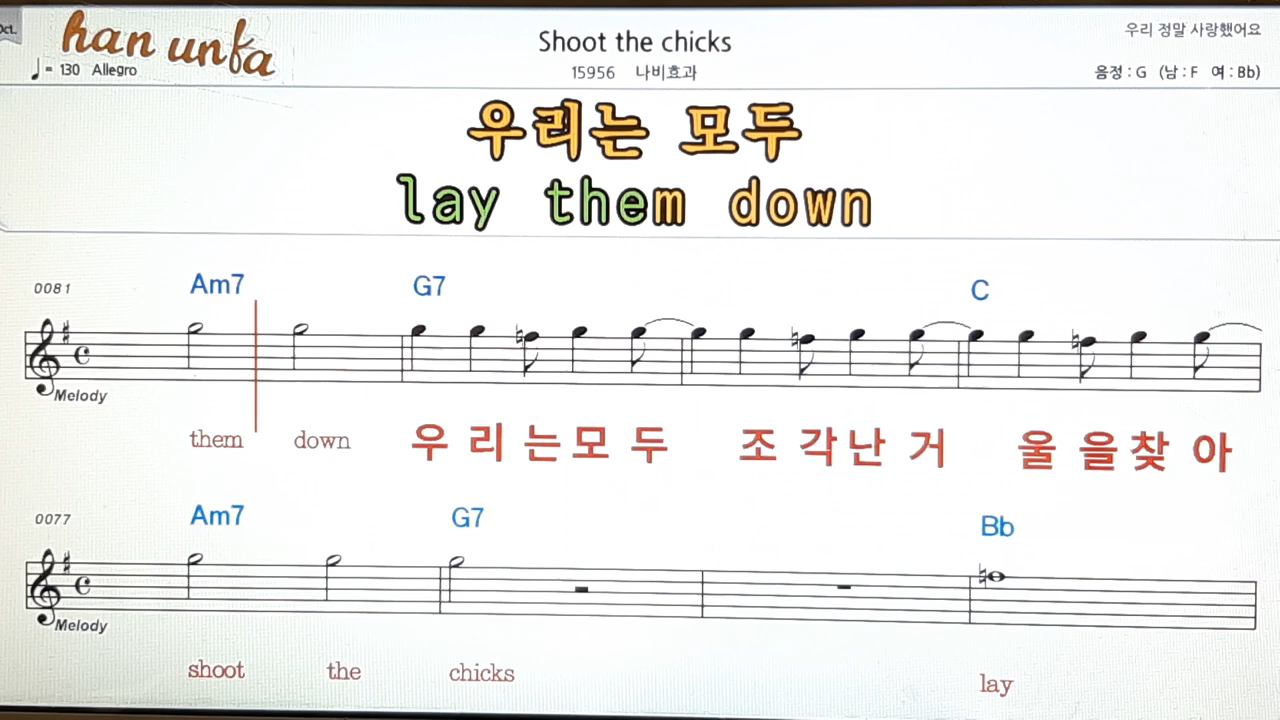 Oct.
han unfa
Shoot the chicks
우리 정말 사랑했어요
♩= 130 Allegro
15956 나비효과
음정 : G (남 : F 여 : Bb)
우리는 모두
lay them down
0081 Am7 G7 C
Melody
them down 우 리 는 모 두 조 각 난 거 울 을 찾 아
0077 Am7 G7 Bb
Melody
shoot the chicks lay